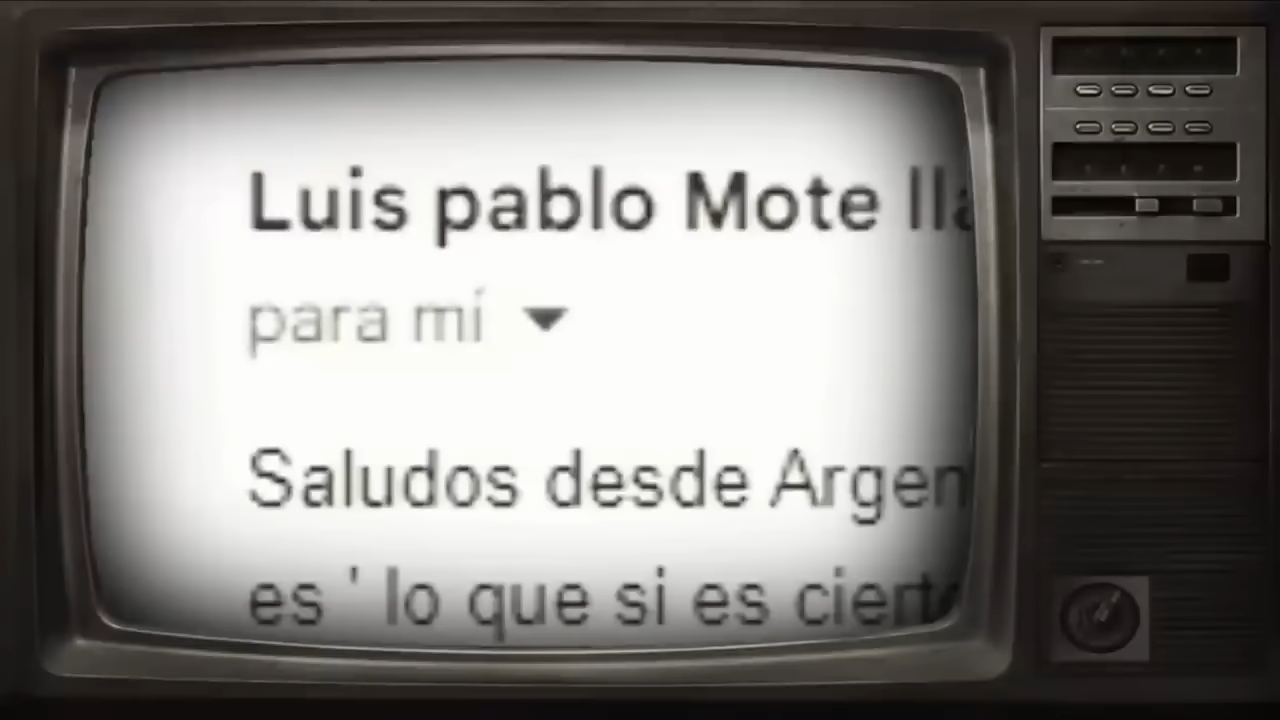 Luis pablo Mote
para mí
Saludos desde
es ' lo que si es